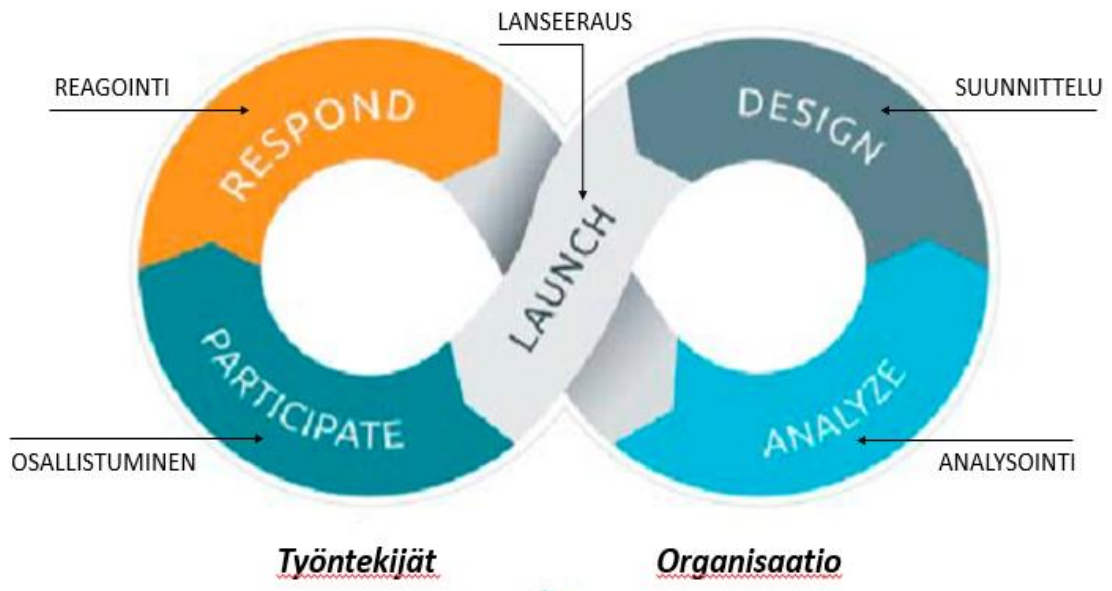 LANSEERAUS
REAGOINTI
SUUNNITTELU
RESPOND
DESIGN
LAUNCH
PARTICIPATE
ANALYZE
OSALLISTUMINEN
ANALYSOINTI
Työntekijät
Organisaatio